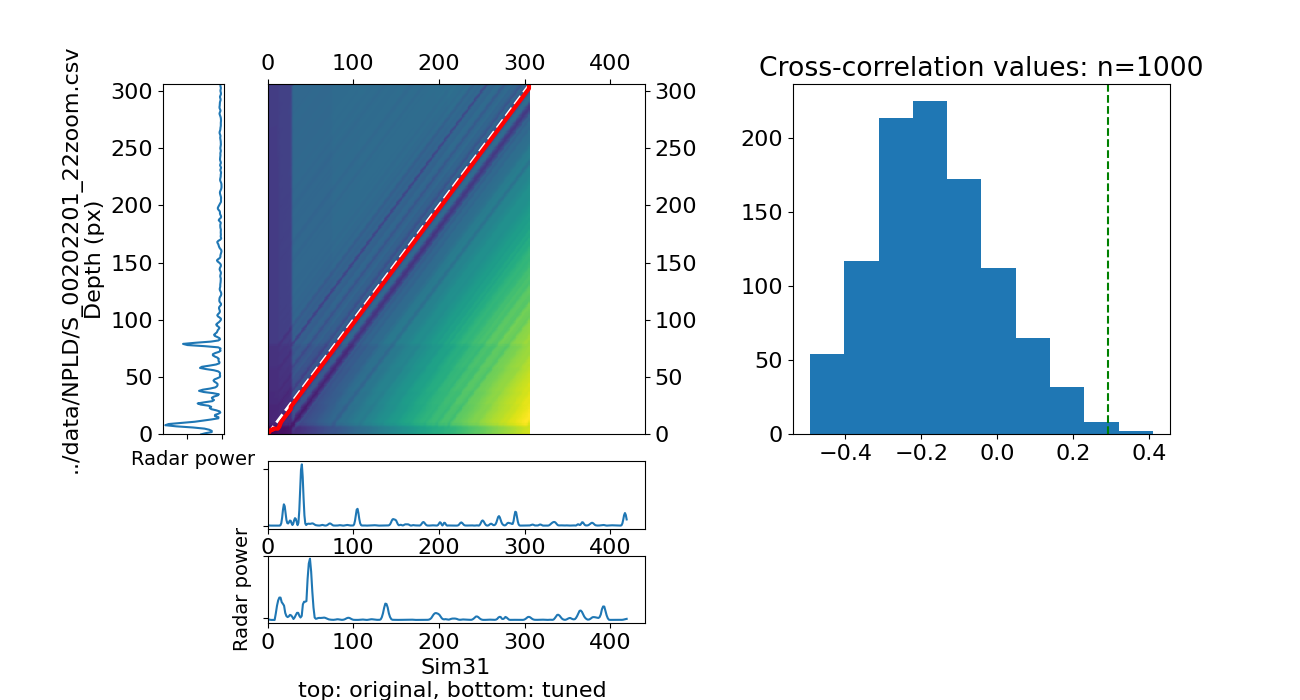 ../data/NPLD/S_00202201_22zoom.csv
Depth (px)
300
250
200
150
100
50
0
Radar power
0 100 200 300 400
300
250
200
150
100
50
0
0 100 200 300 400
Radar power
0 100 200 300 400
Sim31
top: original, bottom: tuned
Cross-correlation values: n=1000
200
150
100
50
0
−0.4 −0.2 0.0 0.2 0.4